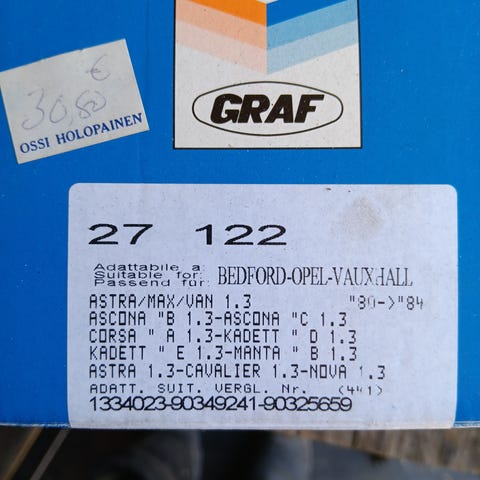 GRAF
€
30,80
OSSI HOLOPAINEN
27 122
Adattabile a:
Suitable for:
Passend für: BEDFORD-OPEL-VAUXHALL
ASTRA/MAX/VAN 1.3 "80->"84
ASCONA "B 1.3-ASCONA "C 1.3
CORSA " A 1.3-KADETT " D 1.3
KADETT " E 1.3-MANTA " B 1.3
ASTRA 1.3-CAVALIER 1.3-NOVA 1.3
ADATT. SUIT. VERGL. Nr. (441)
1334023-90349241-90325659